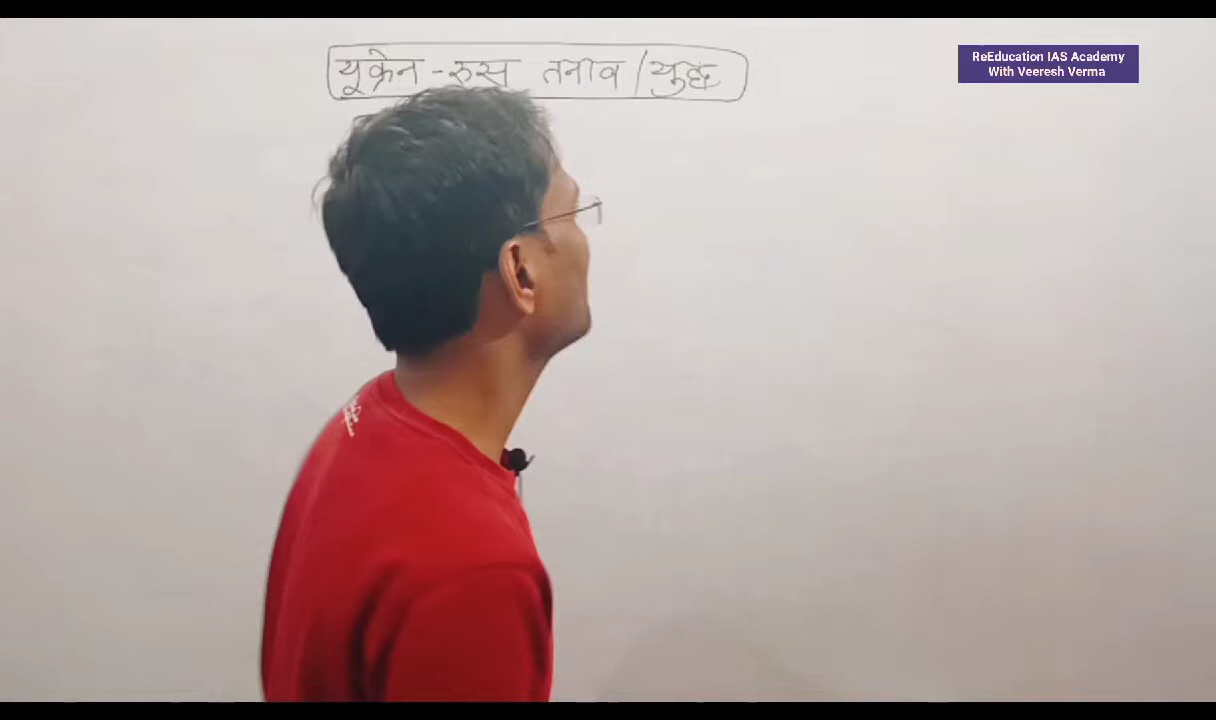 यूक्रेन - रुस तनाव / युद्ध
ReEducation IAS Academy
With Veeresh Verma